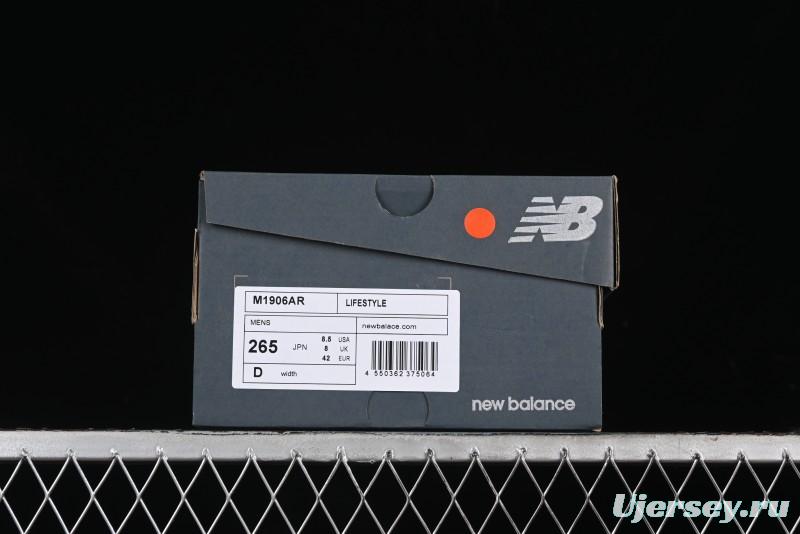 NB
M1906AR LIFESTYLE
MENS newbalace.com
265 JPN 8.5 USA
8 UK
42 EUR
D width
4 550362 375064
new balance
Ujersey.ru